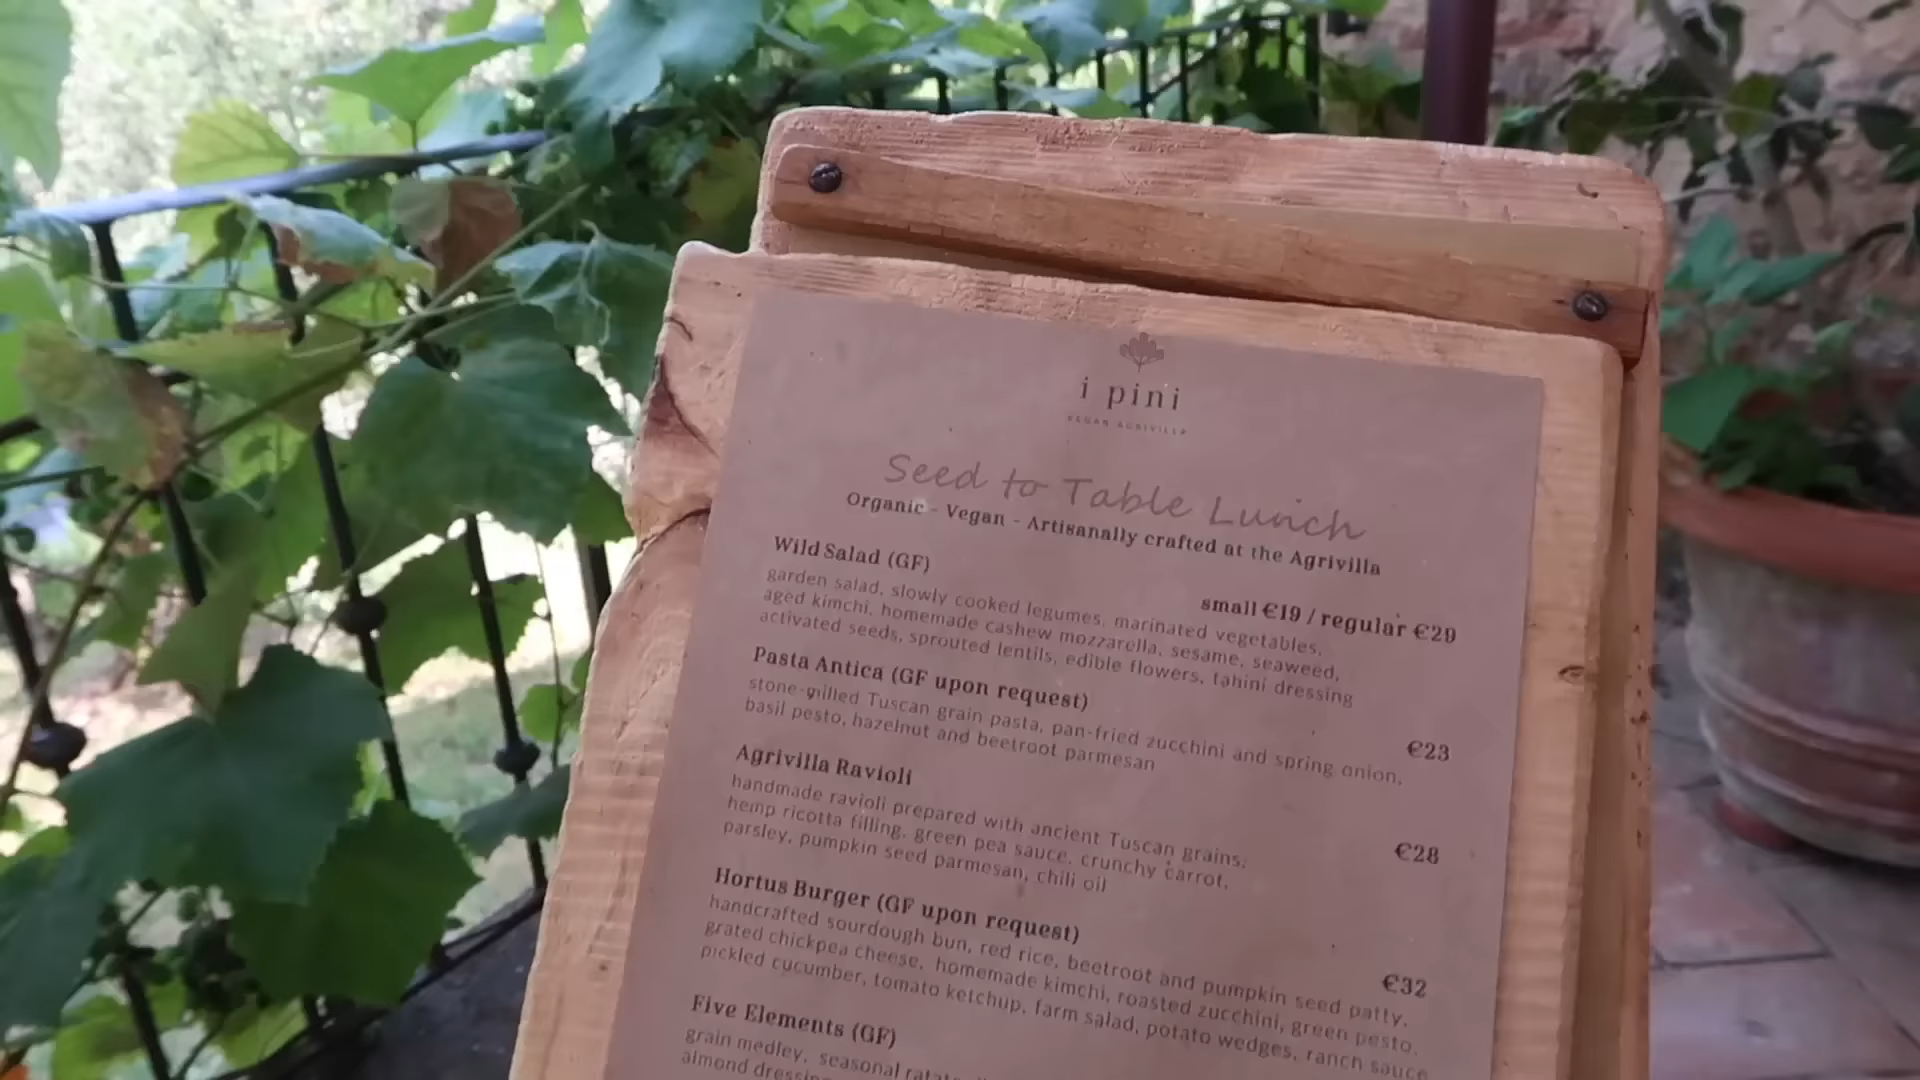 i pini
VEGAN AGRIVILLA
Seed to Table Lunch
Organic - Vegan - Artisanally crafted at the Agrivilla
Wild Salad (GF)
small €19 / regular €29
garden salad, slowly cooked legumes, marinated vegetables,
aged kimchi, homemade cashew mozzarella, sesame, seaweed,
activated seeds, sprouted lentils, edible flowers, tahini dressing
Pasta Antica (GF upon request)
€23
stone-milled Tuscan grain pasta, pan-fried zucchini and spring onion,
basil pesto, hazelnut and beetroot parmesan
Agrivilla Ravioli
€28
handmade ravioli prepared with ancient Tuscan grains,
hemp ricotta filling, green pea sauce, crunchy carrot,
parsley, pumpkin seed parmesan, chili oil
Hortus Burger (GF upon request)
€32
handcrafted sourdough bun, red rice, beetroot and pumpkin seed patty,
grated chickpea cheese, homemade kimchi, roasted zucchini, green pesto,
pickled cucumber, tomato ketchup, farm salad, potato wedges, ranch sauce
Five Elements (GF)
grain medley, seasonal
almond